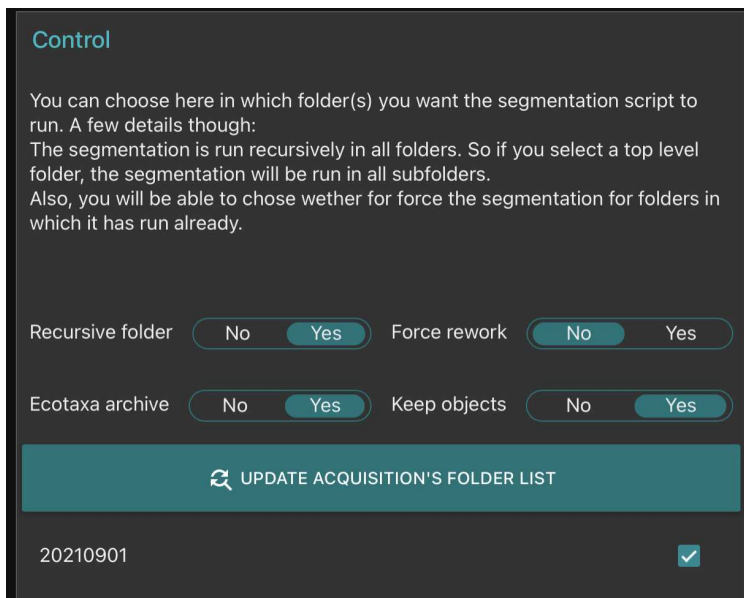 Control
You can choose here in which folder(s) you want the segmentation script to
run. A few details though:
The segmentation is run recursively in all folders. So if you select a top level
folder, the segmentation will be run in all subfolders.
Also, you will be able to chose wether for force the segmentation for folders in
which it has run already.
Recursive folder No Yes Force rework No Yes
Ecotaxa archive No Yes Keep objects No Yes
UPDATE ACQUISITION'S FOLDER LIST
20210901